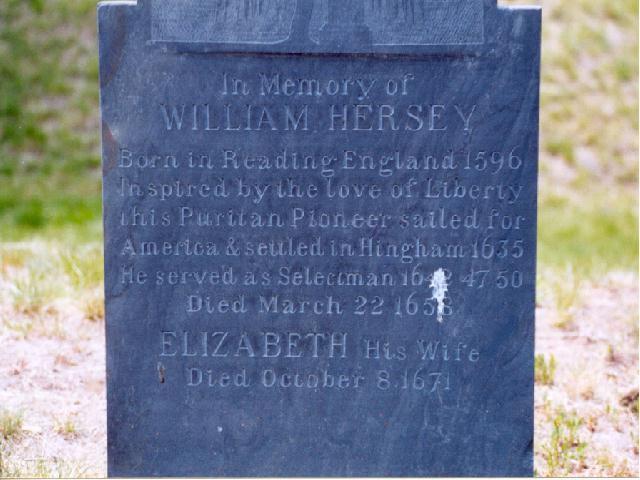 In Memory of
WILLIAM HERSEY
Born in Reading England 1596
Inspired by the love of Liberty
this Puritan Pioneer sailed for
America & settled in Hingham 1635
He served as Selectman 47 50
Died March 22 1658
ELIZABETH His Wife
Died October 8.1671